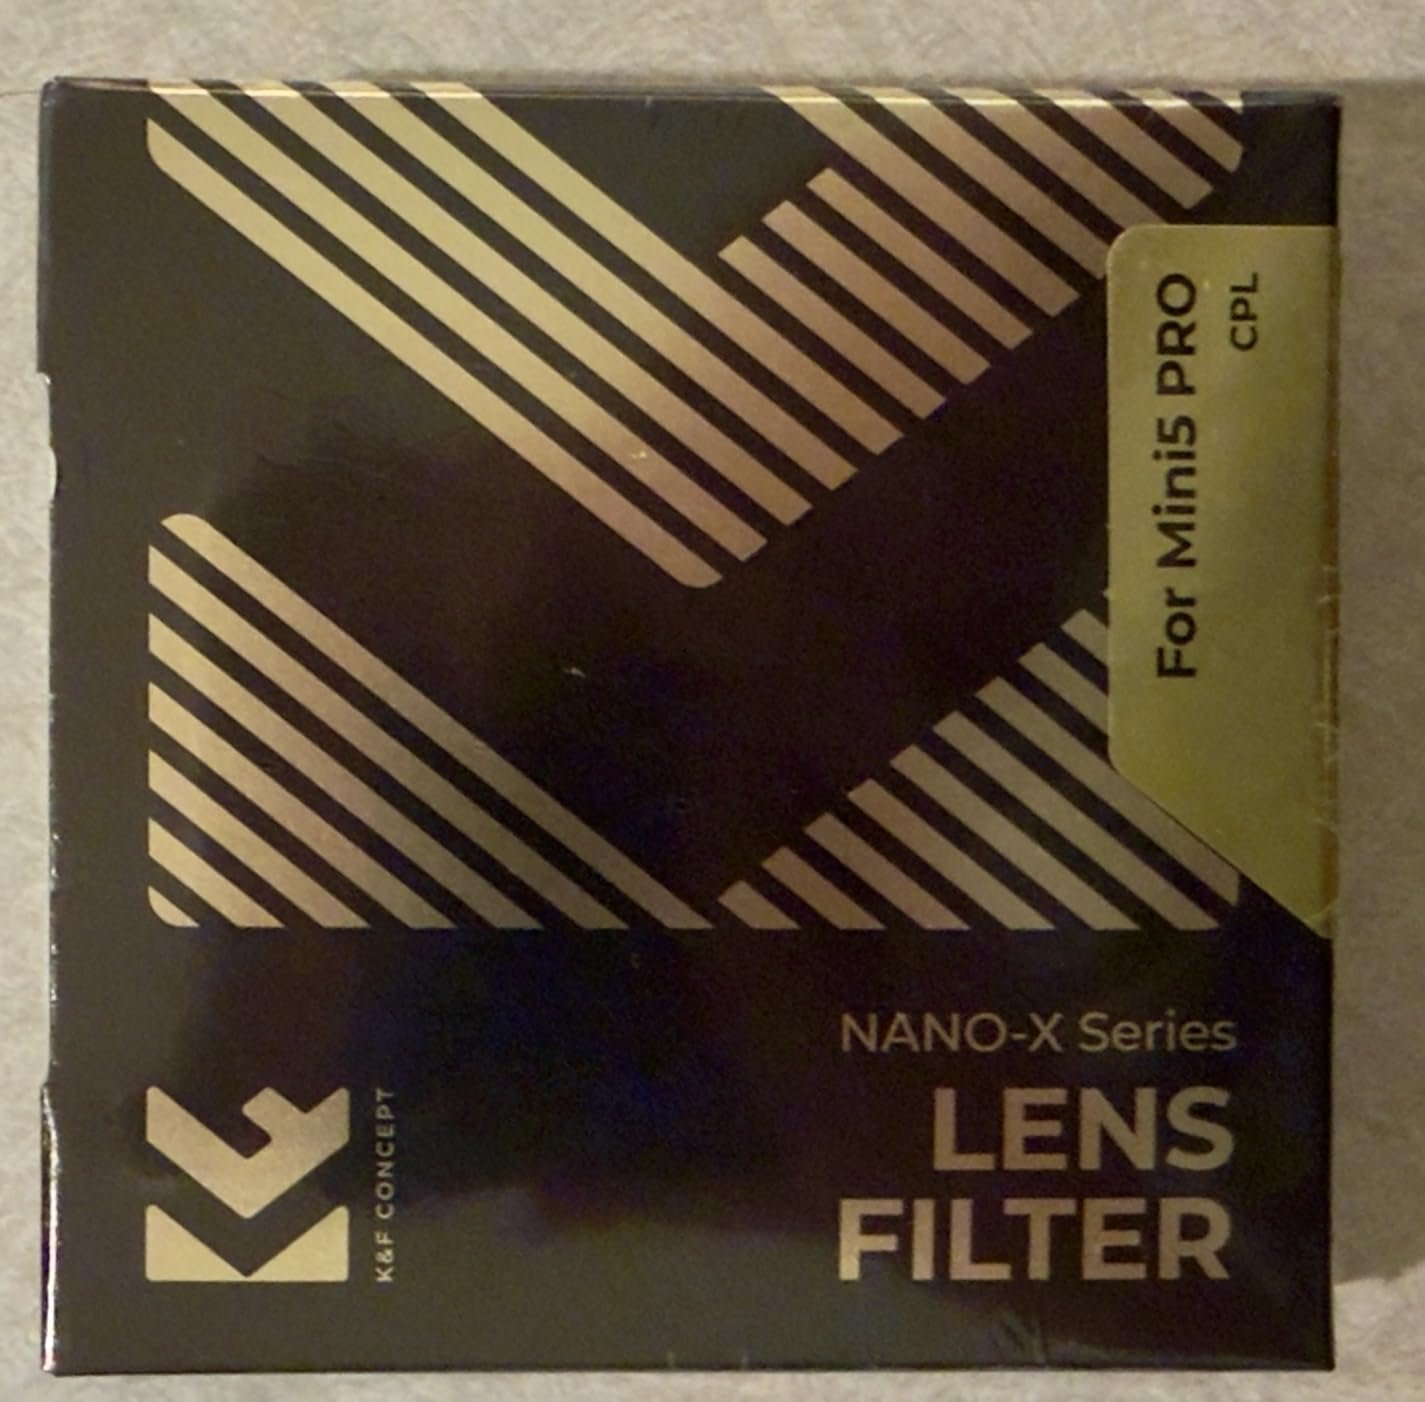 For Mini5 PRO
CPL
NANO-X Series
LENS
FILTER
K&F CONCEPT